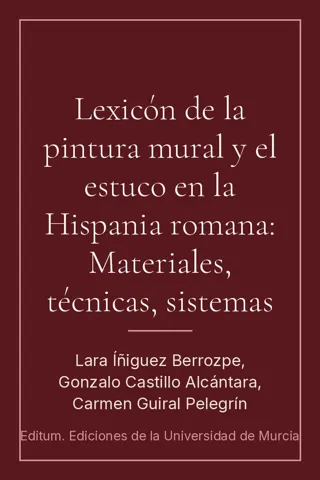 Lexicón de la
pintura mural y el
estuco en la
Hispania romana:
Materiales,
técnicas, sistemas
Lara Íñiguez Berrozpe,
Gonzalo Castillo Alcántara,
Carmen Guiral Pelegrín
Editum. Ediciones de la Universidad de Murcia